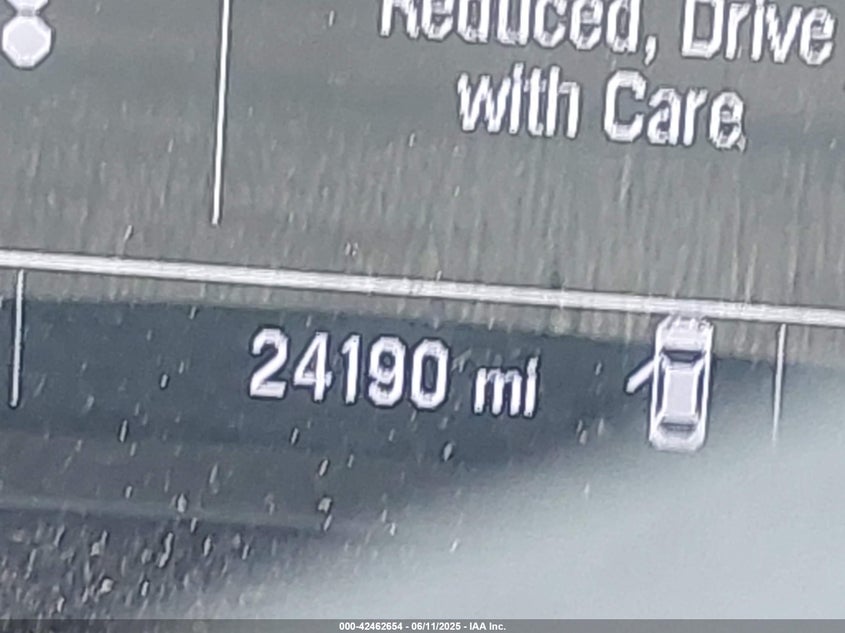 Reduced, Drive
with Care
24190 mi
000-42462654 - 06/11/2025 - IAA Inc.